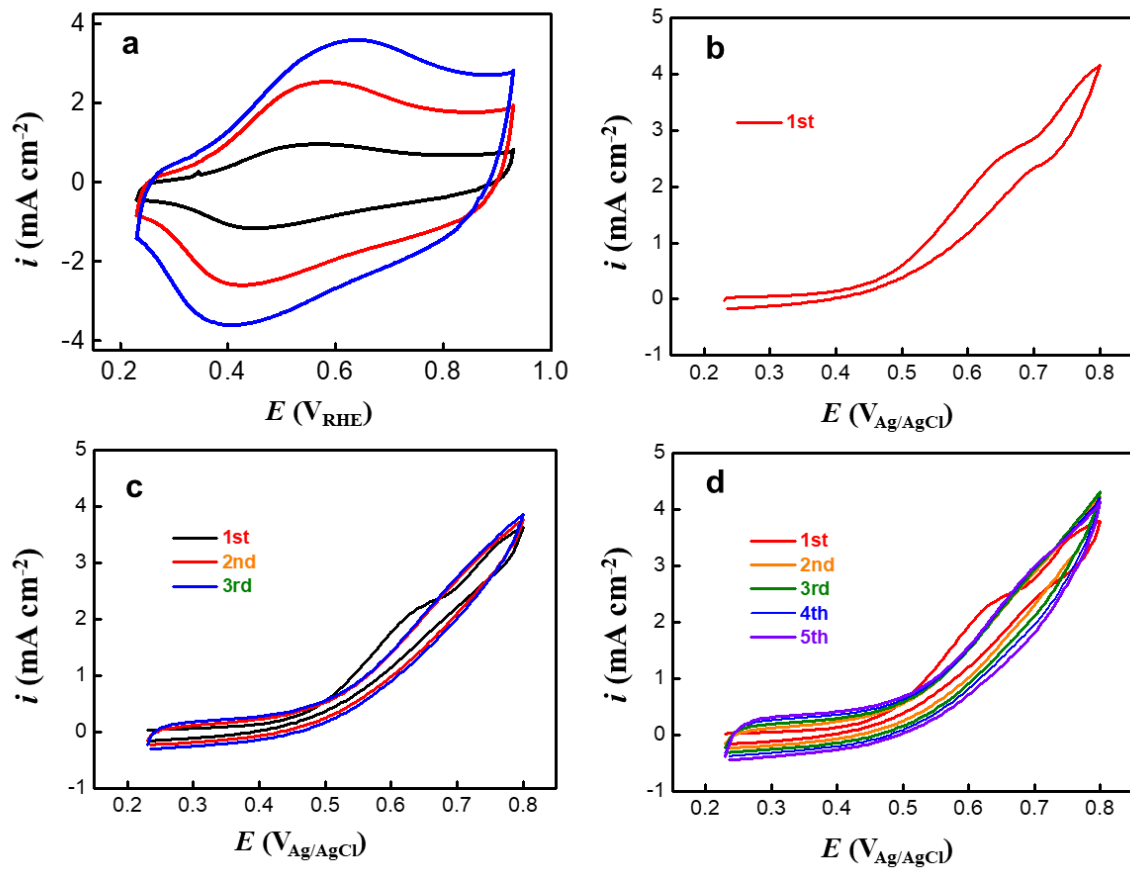 a
4
2
0
-2
-4
i (mA cm⁻²)
0.2 0.4 0.6 0.8 1.0
E (V_RHE)
b
5
4
3
2
1
0
-1
i (mA cm⁻²)
1st
0.2 0.3 0.4 0.5 0.6 0.7 0.8
E (V_Ag/AgCl)
c
5
4
3
2
1
0
-1
i (mA cm⁻²)
1st
2nd
3rd
0.2 0.3 0.4 0.5 0.6 0.7 0.8
E (V_Ag/AgCl)
d
5
4
3
2
1
0
-1
i (mA cm⁻²)
1st
2nd
3rd
4th
5th
0.2 0.3 0.4 0.5 0.6 0.7 0.8
E (V_Ag/AgCl)